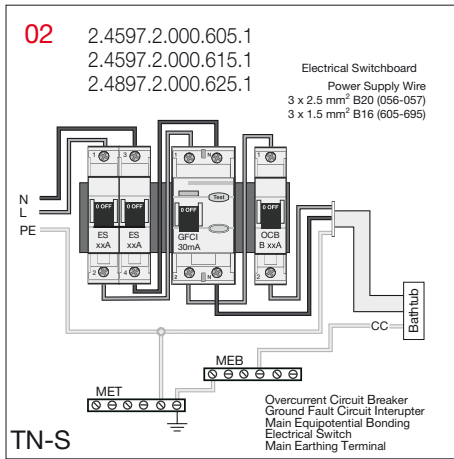 02
2.4597.2.000.605.1
2.4597.2.000.615.1
2.4897.2.000.625.1
Electrical Switchboard
Power Supply Wire
3 x 2.5 mm² B20 (056-057)
3 x 1.5 mm² B16 (605-695)
1 3 1 N 1
N
L
PE
0 OFF 0 OFF 0 OFF Test 0 OFF
ES xxA
ES xxA
GFCI 30mA
OCB B xxA
2 4 2 N 2
Bathtub
CC
MEB
MET
Overcurrent Circuit Breaker
Ground Fault Circuit Interupter
Main Equipotential Bonding
Electrical Switch
Main Earthing Terminal
TN-S